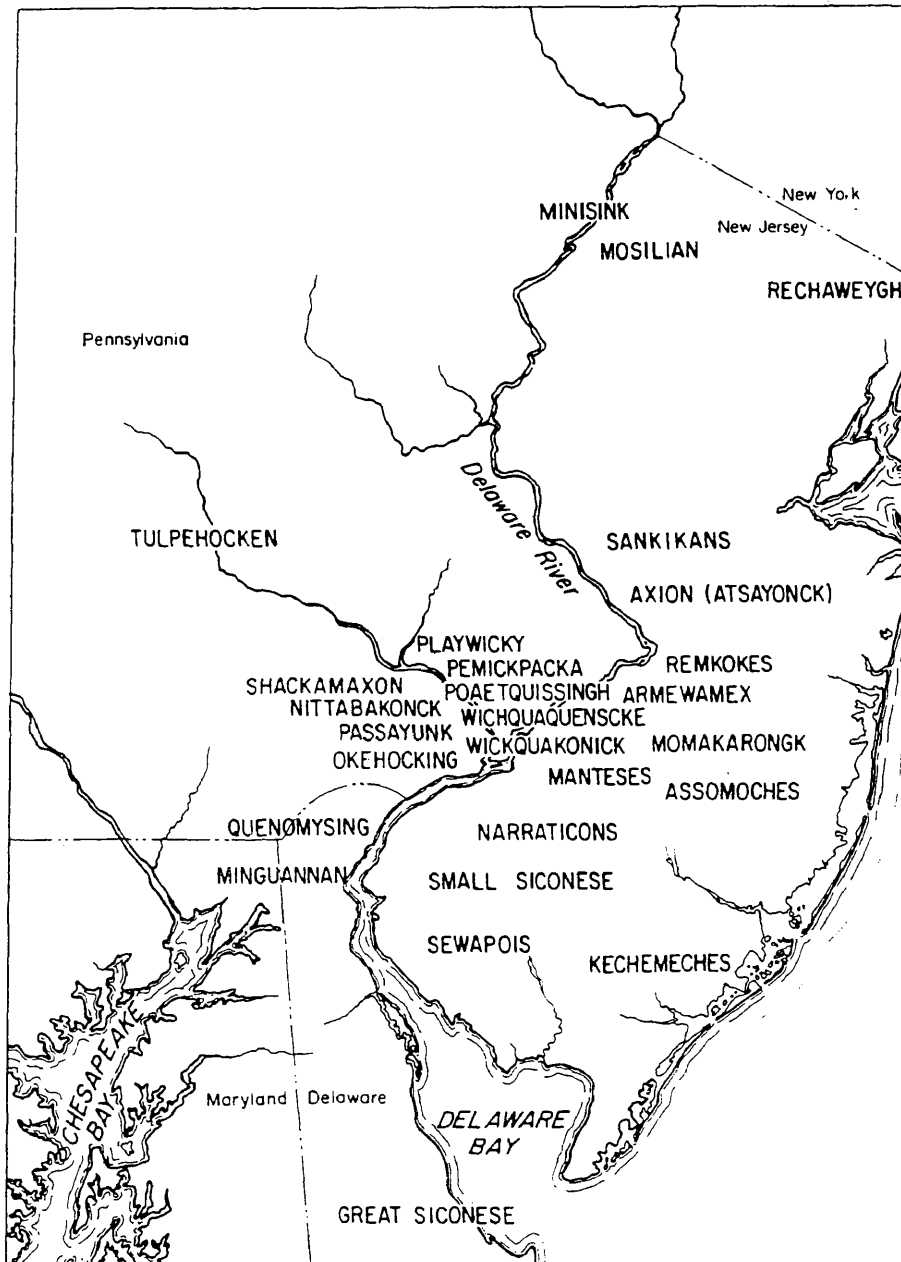 New York
MINISINK
New Jersey
MOSILIAN
RECHAWEYGH
Pennsylvania
Delaware River
TULPEHOCKEN
SANKIKANS
AXION (ATSAYONCK)
PLAYWICKY
PEMICKPACKA
REMKOKES
SHACKAMAXON
POAETQUISSINGH
ARMEWAMEX
NITTABAKONCK
WICHQUAQUENSCKE
PASSAYUNK
WICKQUAKONICK
MOMAKARONGK
OKEHOCKING
MANTESES
ASSOMOCHES
QUENOMYSING
NARRATICONS
MINGUANNAN
SMALL SICONESE
SEWAPOIS
KECHEMECHES
CHESAPEAKE
BAY
Maryland
Delaware
DELAWARE
BAY
GREAT SICONESE